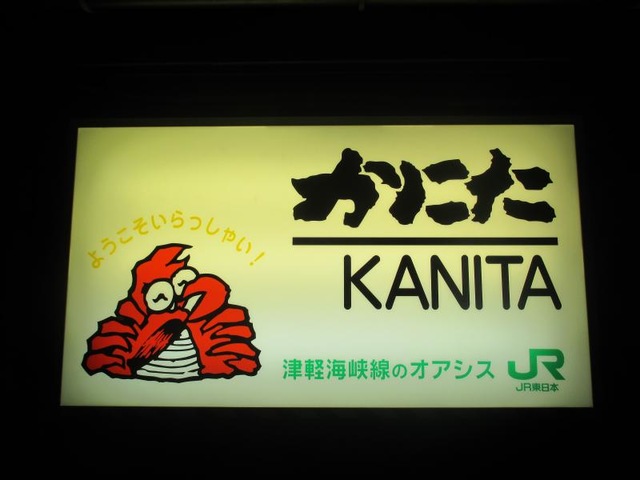 ようこそいらっしゃい!
かにた
KANITA
津軽海峡線のオアシス
JR
JR東日本